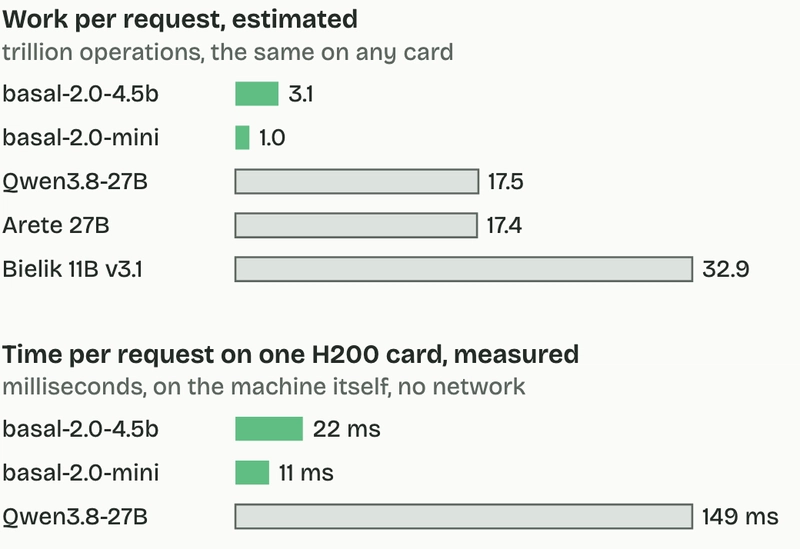 Work per request, estimated
trillion operations, the same on any card
basal-2.0-4.5b 3.1
basal-2.0-mini 1.0
Qwen3.8-27B 17.5
Arete 27B 17.4
Bielik 11B v3.1 32.9
Time per request on one H200 card, measured
milliseconds, on the machine itself, no network
basal-2.0-4.5b 22 ms
basal-2.0-mini 11 ms
Qwen3.8-27B 149 ms